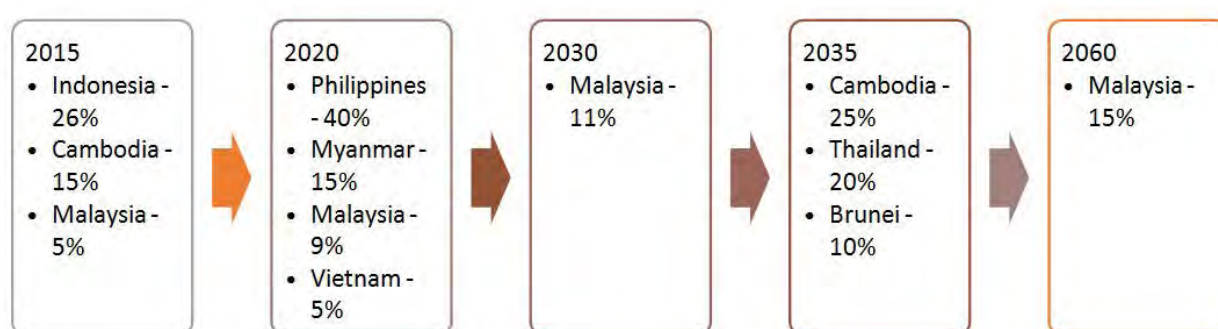 2015
• Indonesia -
26%
• Cambodia -
15%
• Malaysia -
5%
2020
• Philippines
- 40%
• Myanmar -
15%
• Malaysia -
9%
• Vietnam -
5%
2030
• Malaysia -
11%
2035
• Cambodia -
25%
• Thailand -
20%
• Brunei -
10%
2060
• Malaysia -
15%